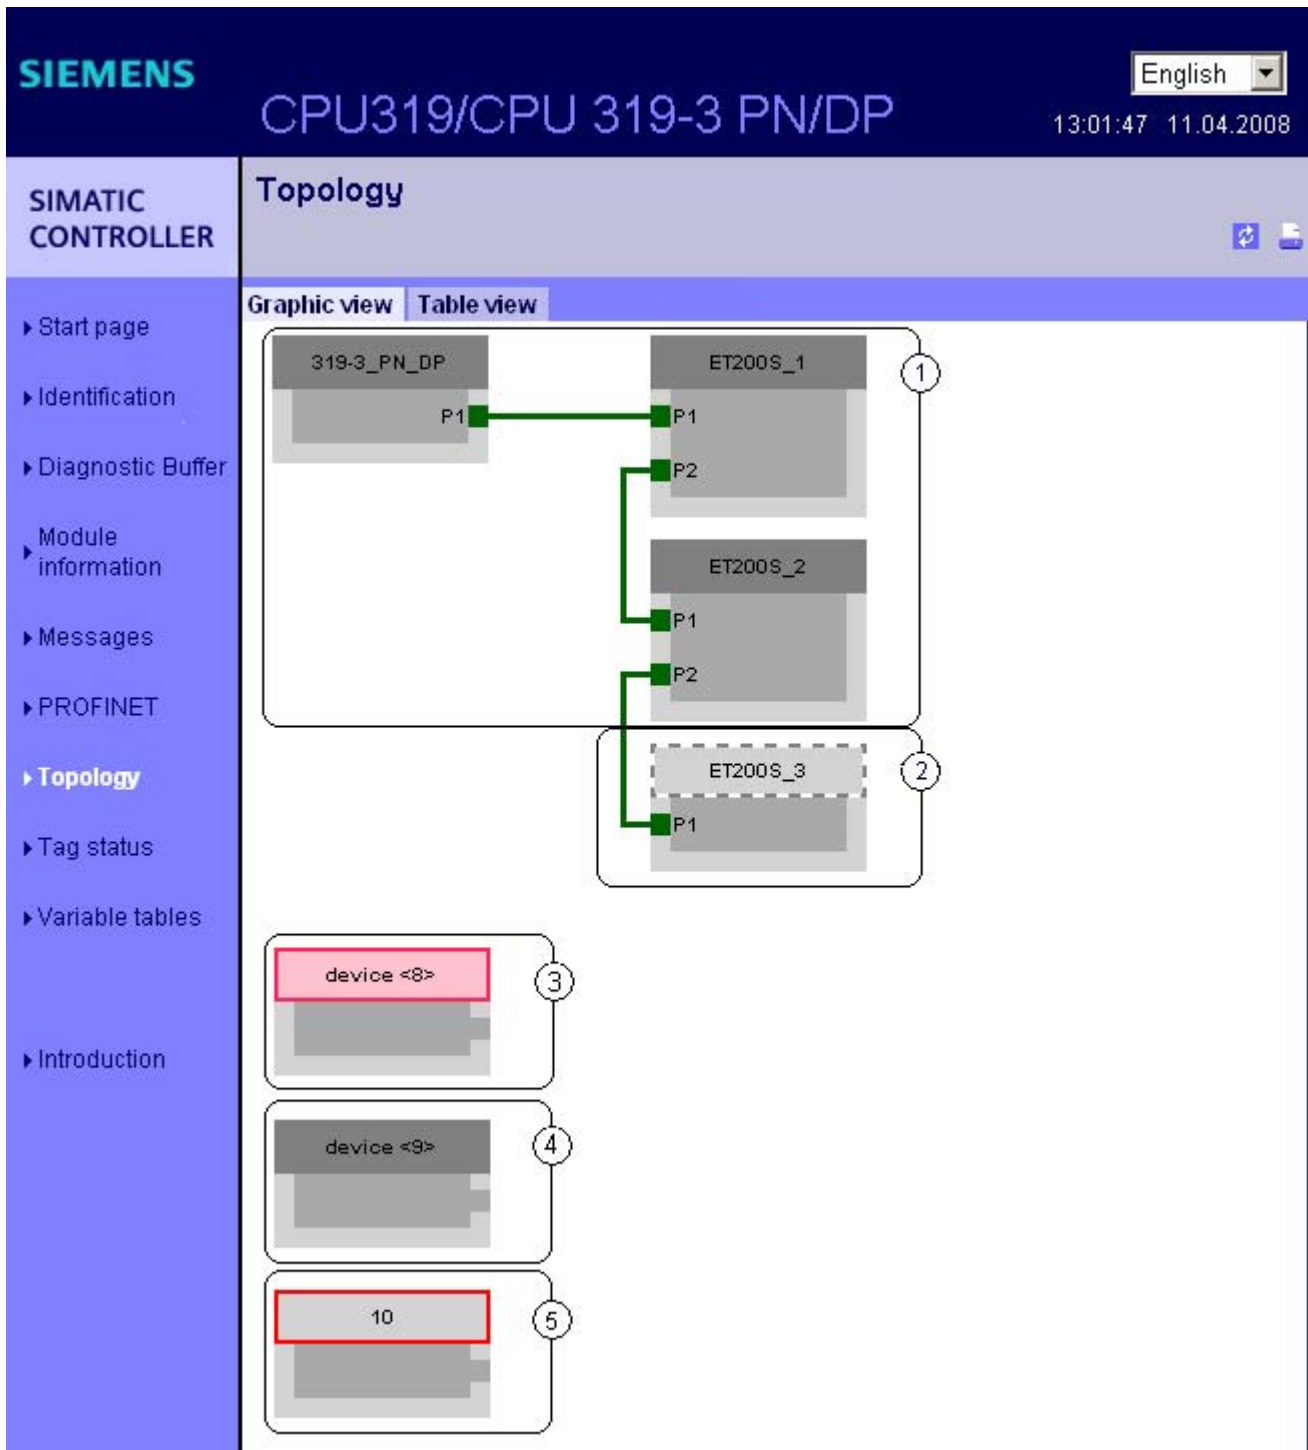 SIEMENS
CPU319/CPU 319-3 PN/DP
English
13:01:47 11.04.2008
SIMATIC
CONTROLLER
Topology
Start page
Identification
Diagnostic Buffer
Module
information
Messages
PROFINET
Topology
Tag status
Variable tables
Introduction
Graphic view Table view
319-3_PN_DP
P1
ET200S_1
P1
P2
1
ET200S_2
P1
P2
ET200S_3
P1
2
device <8>
3
device <9>
4
10
5